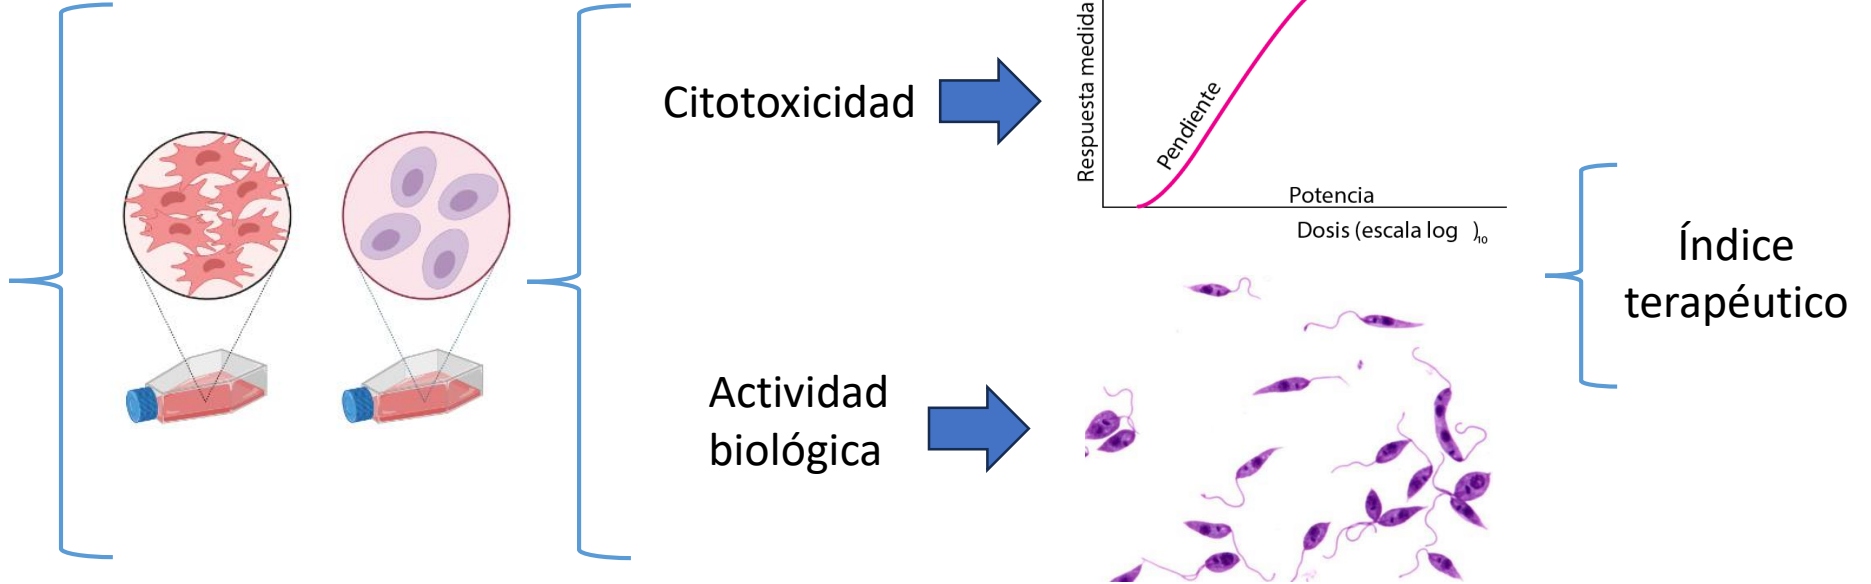 Citotoxicidad
Respuesta medida
Pendiente
Potencia
Dosis (escala log  )10
Actividad
biológica
Índice
terapéutico